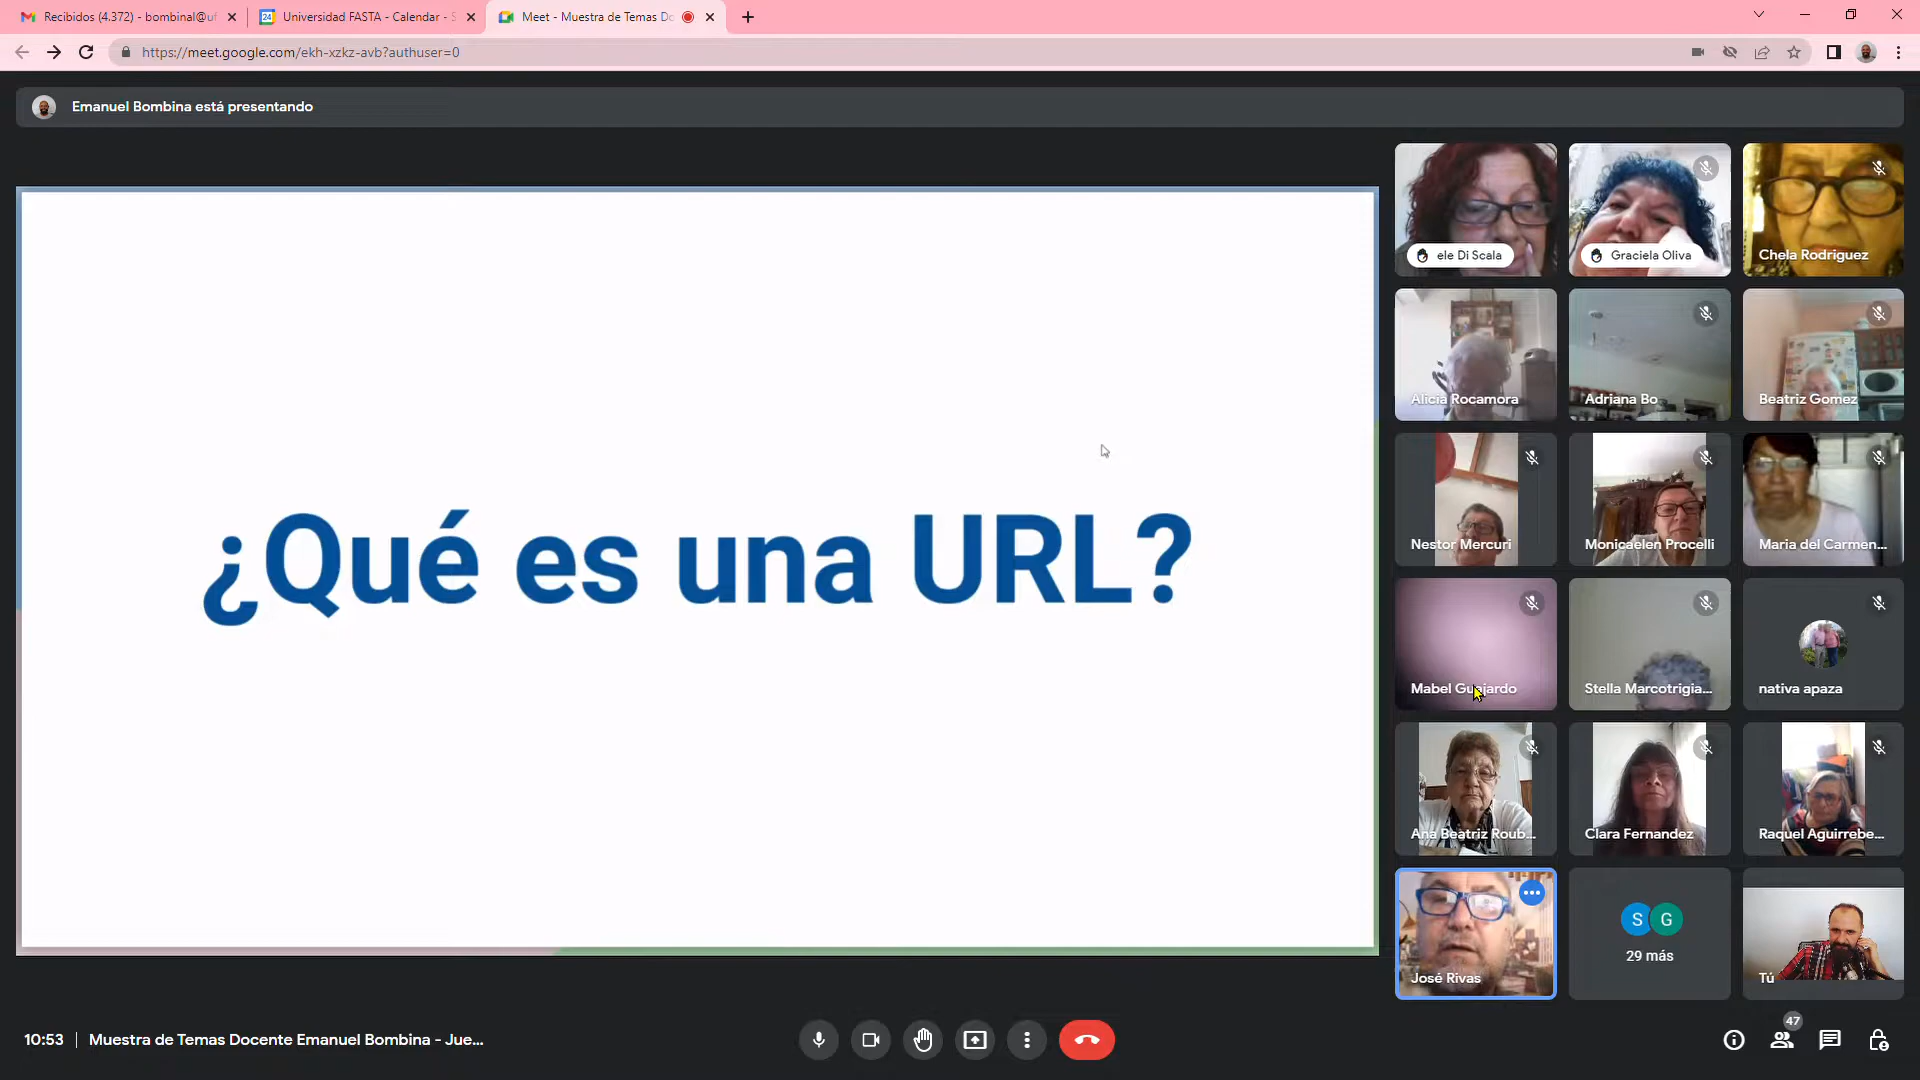 Recibidos (4.372) - bombinal@uf
Universidad FASTA - Calendar - S
Meet - Muestra de Temas Do
https://meet.google.com/ekh-xzkz-avb?authuser=0
Emanuel Bombina está presentando
¿Qué es una URL?
ele Di Scala
Graciela Oliva
Chela Rodriguez
Alicia Rocamora
Adriana Bo
Beatriz Gomez
Nestor Mercuri
Monicaelen Procelli
Maria del Carmen...
Mabel Guajardo
Stella Marcotrigia...
nativa apaza
Ana Beatriz Roub...
Clara Fernandez
Raquel Aguirrebe...
José Rivas
S G
29 más
Tú
10:53
Muestra de Temas Docente Emanuel Bombina - Jue...
47